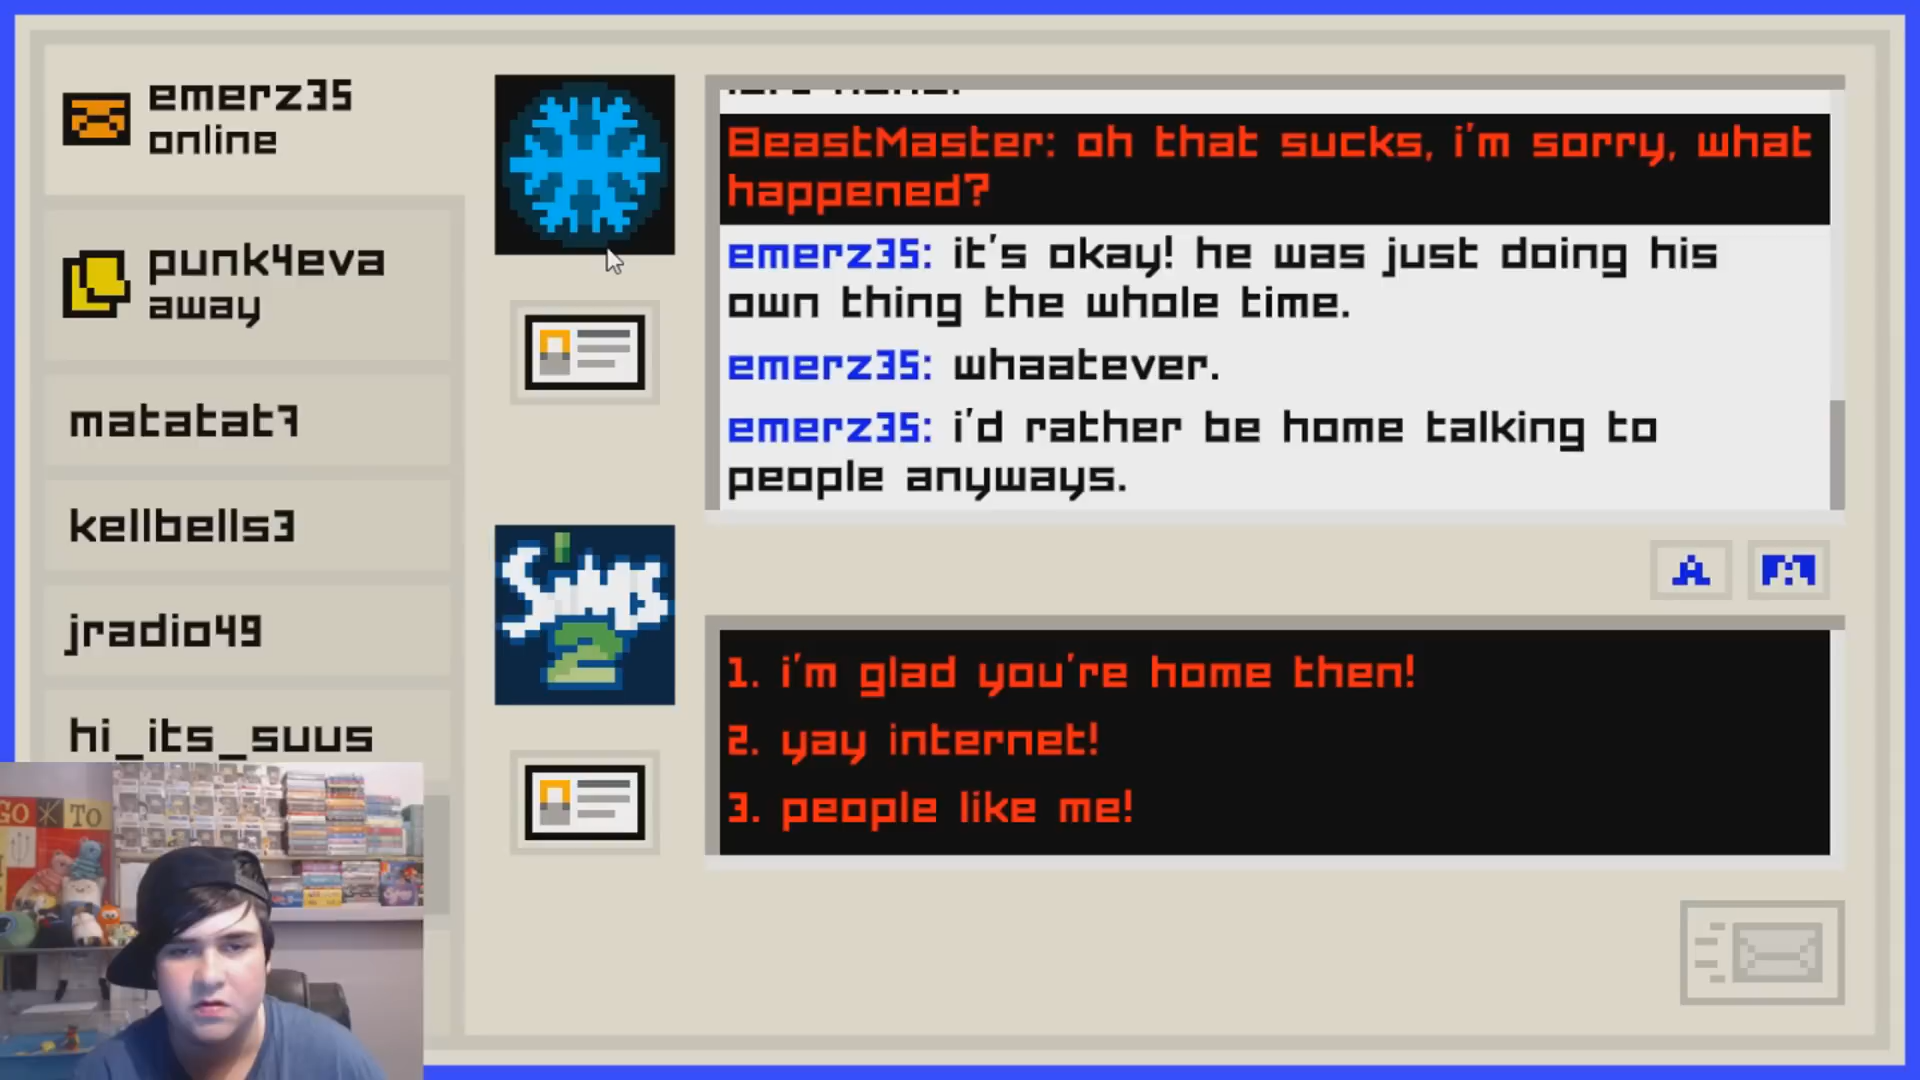 emerz35
online
punk4eva
away
matatat7
kellbells3
jradio49
hi_its_suus
BeastMaster: oh that sucks, i'm sorry, what
happened?
emerz35: it's okay! he was just doing his
own thing the whole time.
emerz35: whaatever.
emerz35: i'd rather be home talking to
people anyways.
Sims
2
A
1. i'm glad you're home then!
2. yay internet!
3. people like me!
GO TO